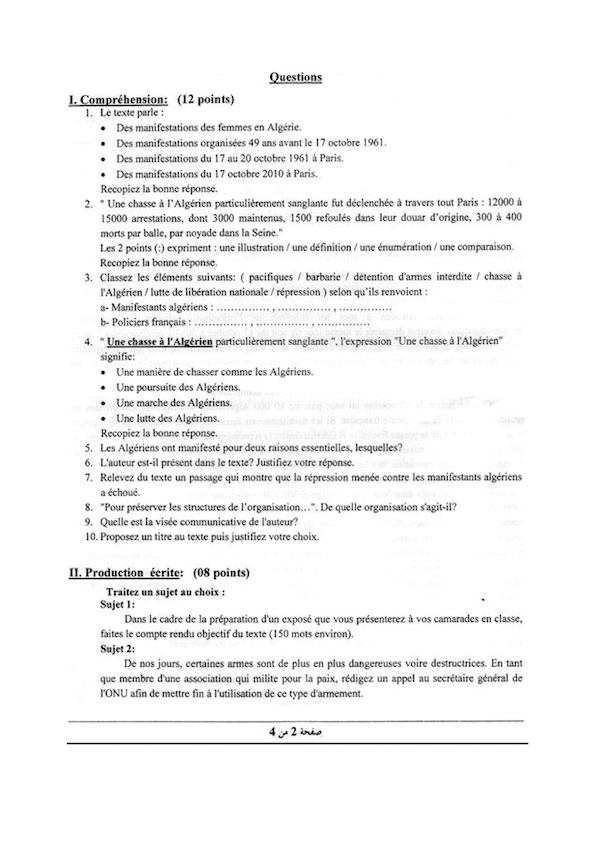 Questions
I. Compréhension: (12 points)
1. Le texte parle :
• Des manifestations des femmes en Algérie.
• Des manifestations organisées 49 ans avant le 17 octobre 1961.
• Des manifestations du 17 au 20 octobre 1961 à Paris.
• Des manifestations du 17 octobre 2010 à Paris.
Recopiez la bonne réponse.
2. " Une chasse à l'Algérien particulièrement sanglante fut déclenchée à travers tout Paris : 12000 à
15000 arrestations, dont 3000 maintenus, 1500 refoulés dans leur douar d'origine, 300 à 400
morts par balle, par noyade dans la Seine."
Les 2 points (:) expriment : une illustration / une définition / une énumération / une comparaison.
Recopiez la bonne réponse.
3. Classez les éléments suivants: ( pacifiques / barbarie / détention d'armes interdite / chasse à
l'Algérien / lutte de libération nationale / répression ) selon qu'ils renvoient :
a- Manifestants algériens : ............... , ............... , ...............
b- Policiers français : ............... , ............... , ...............
4. " Une chasse à l'Algérien particulièrement sanglante ", l'expression "Une chasse à l'Algérien"
signifie:
• Une manière de chasser comme les Algériens.
• Une poursuite des Algériens.
• Une marche des Algériens.
• Une lutte des Algériens.
Recopiez la bonne réponse.
5. Les Algériens ont manifesté pour deux raisons essentielles, lesquelles?
6. L'auteur est-il présent dans le texte? Justifiez votre réponse.
7. Relevez du texte un passage qui montre que la répression menée contre les manifestants algériens
a échoué.
8. "Pour préserver les structures de l'organisation…". De quelle organisation s'agit-il?
9. Quelle est la visée communicative de l'auteur?
10. Proposez un titre au texte puis justifiez votre choix.
II. Production écrite: (08 points)
Traitez un sujet au choix :
Sujet 1:
Dans le cadre de la préparation d'un exposé que vous présenterez à vos camarades en classe,
faites le compte rendu objectif du texte (150 mots environ).
Sujet 2:
De nos jours, certaines armes sont de plus en plus dangereuses voire destructrices. En tant
que membre d'une association qui milite pour la paix, rédigez un appel au secrétaire général de
l'ONU afin de mettre fin à l'utilisation de ce type d'armement.
صفحة 2 من 4